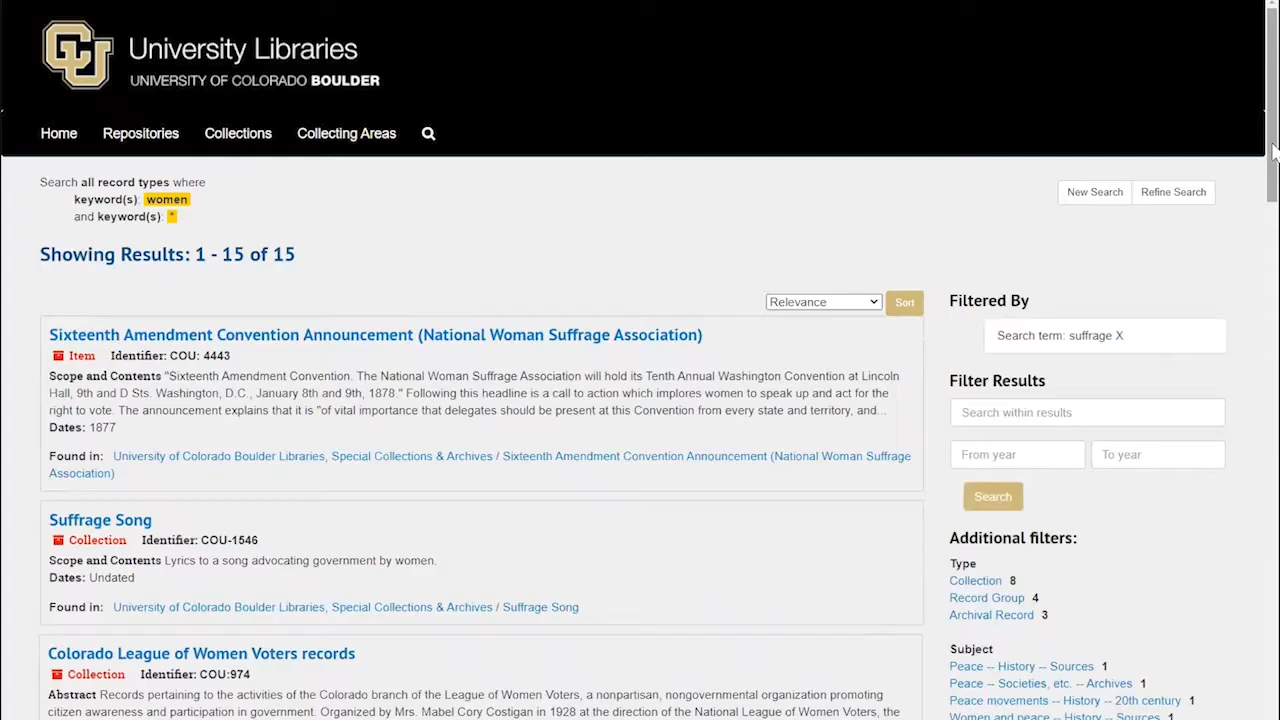 University Libraries
UNIVERSITY OF COLORADO BOULDER
Home Repositories Collections Collecting Areas
Search all record types where
keyword(s): women
and keyword(s): *
New Search Refine Search
Showing Results: 1 - 15 of 15
Relevance Sort
Sixteenth Amendment Convention Announcement (National Woman Suffrage Association)
Item Identifier: COU: 4443
Scope and Contents "Sixteenth Amendment Convention. The National Woman Suffrage Association will hold its Tenth Annual Washington Convention at Lincoln
Hall, 9th and D Sts. Washington, D.C., January 8th and 9th, 1878." Following this headline is a call to action which implores women to speak up and act for the
right to vote. The announcement explains that it is "of vital importance that delegates should be present at this Convention from every state and territory, and...
Dates: 1877
Found in: University of Colorado Boulder Libraries, Special Collections & Archives / Sixteenth Amendment Convention Announcement (National Woman Suffrage
Association)
Suffrage Song
Collection Identifier: COU-1546
Scope and Contents Lyrics to a song advocating government by women.
Dates: Undated
Found in: University of Colorado Boulder Libraries, Special Collections & Archives / Suffrage Song
Colorado League of Women Voters records
Collection Identifier: COU:974
Abstract Records pertaining to the activities of the Colorado branch of the League of Women Voters, a nonpartisan, nongovernmental organization promoting
citizen awareness and participation in government. Organized by Mrs. Mabel Cory Costigan in 1928 at the direction of the National League of Women Voters, the
Filtered By
Search term: suffrage X
Filter Results
Search within results
From year To year
Search
Additional filters:
Type
Collection 8
Record Group 4
Archival Record 3
Subject
Peace -- History -- Sources 1
Peace -- Societies, etc. -- Archives 1
Peace movements -- History -- 20th century 1
Women and peace -- History -- Sources 1